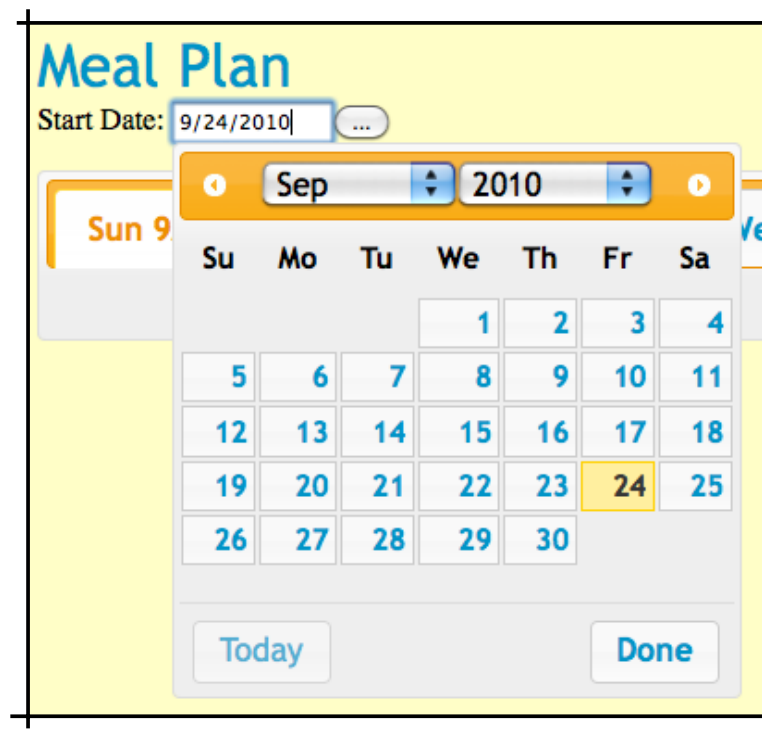 Meal Plan
Start Date: 9/24/2010 ...
Sep 2010
Sun 9
Su Mo Tu We Th Fr Sa
1 2 3 4
5 6 7 8 9 10 11
12 13 14 15 16 17 18
19 20 21 22 23 24 25
26 27 28 29 30
Today Done